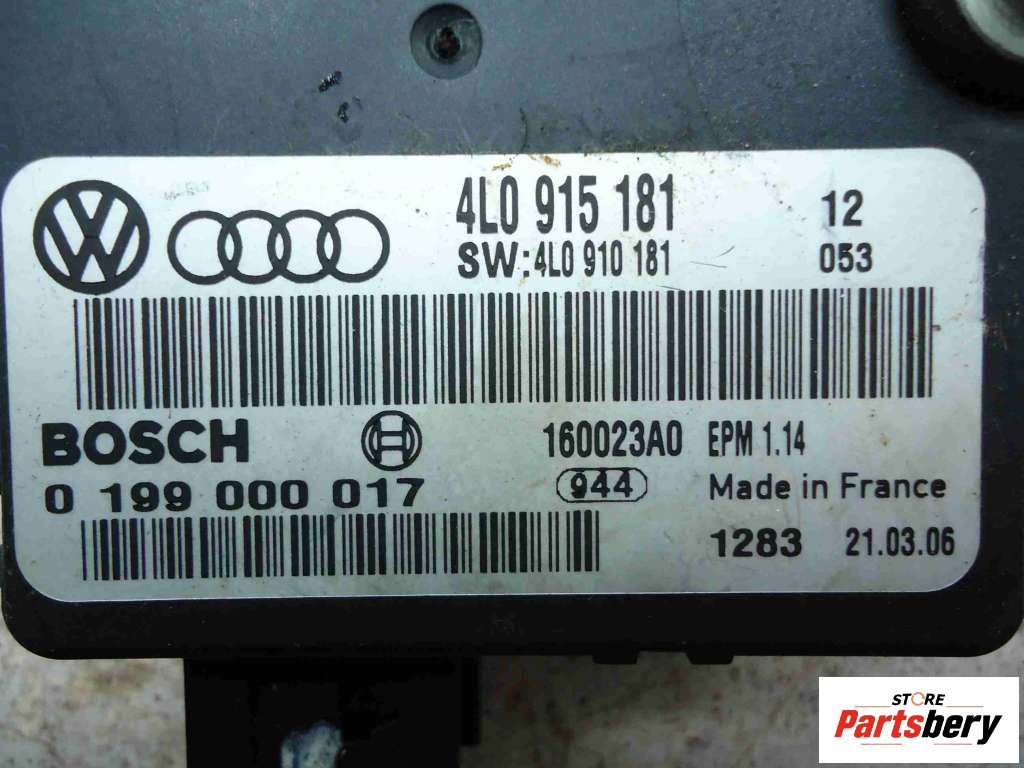 4L0 915 181 12
SW:4L0 910 181 053
BOSCH 160023A0 EPM 1.14
0 199 000 017 944 Made in France
1283 21.03.06
STORE
Partsbery